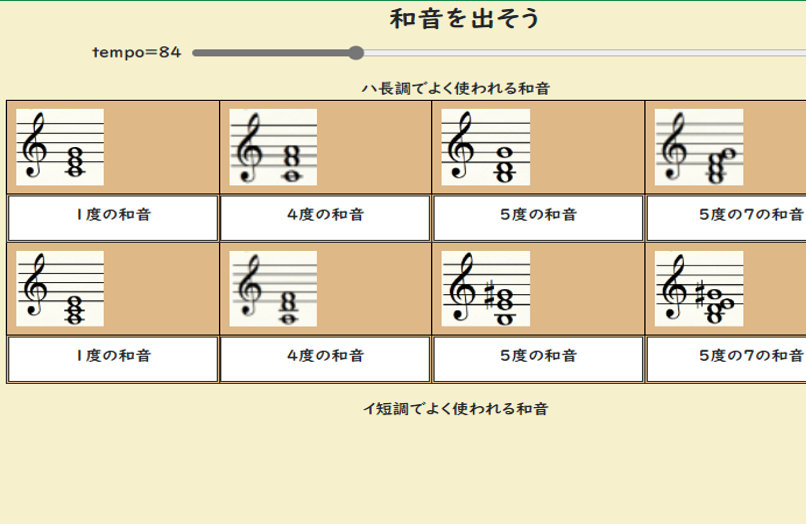 和音を出そう
tempo=84
ハ長調でよく使われる和音
1度の和音 4度の和音 5度の和音 5度の7の和音
1度の和音 4度の和音 5度の和音 5度の7の和音
イ短調でよく使われる和音